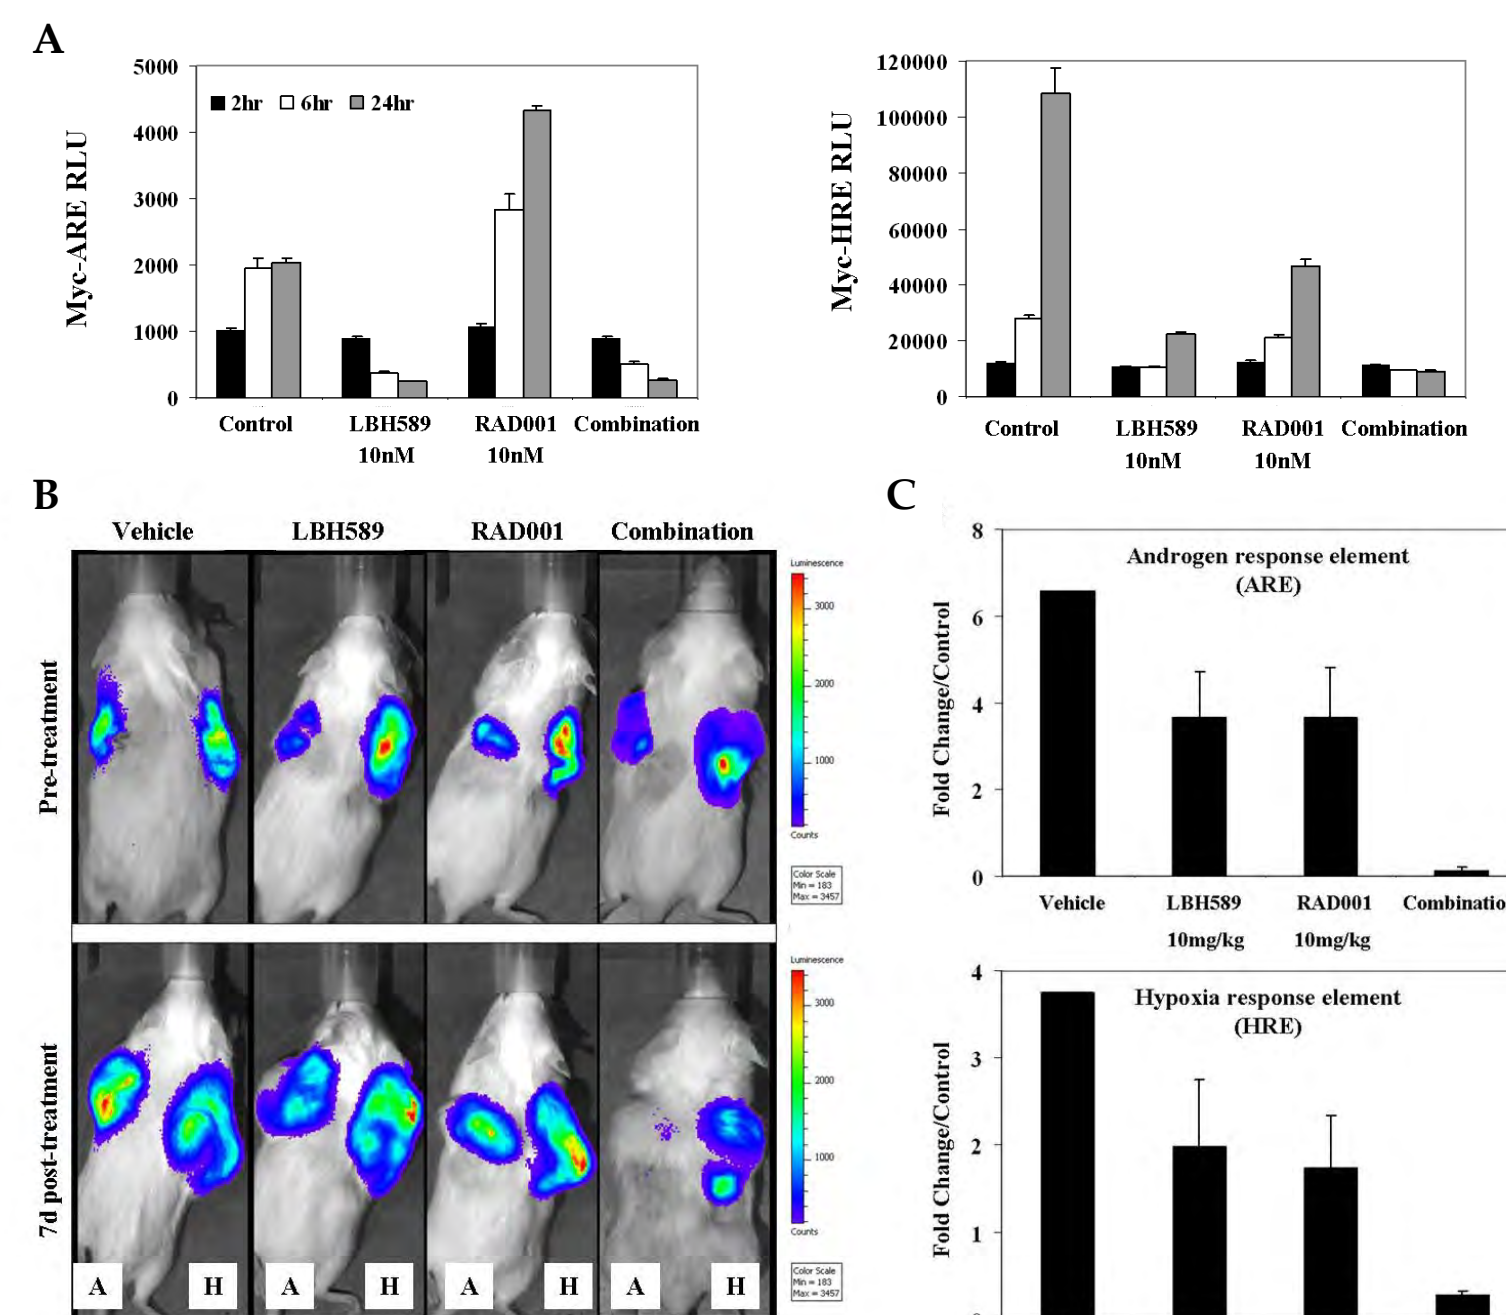 A
Myc-ARE RLU
5000
4000
3000
2000
1000
0
2hr 6hr 24hr
Control LBH589 RAD001 Combination
10nM 10nM
Myc-HRE RLU
120000
100000
80000
60000
40000
20000
0
Control LBH589 RAD001 Combination
10nM 10nM
B
Vehicle LBH589 RAD001 Combination
Pre-treatment
Luminescence
3000
2000
1000
Counts
Color Scale
Min = 183
Max = 3457
7d post-treatment
Luminescence
3000
2000
1000
Counts
Color Scale
Min = 183
Max = 3457
A H A H A H A H
C
Androgen response element
(ARE)
Fold Change/Control
8
6
4
2
0
Vehicle LBH589 RAD001 Combinatio
10mg/kg 10mg/kg
Hypoxia response element
(HRE)
Fold Change/Control
4
3
2
1